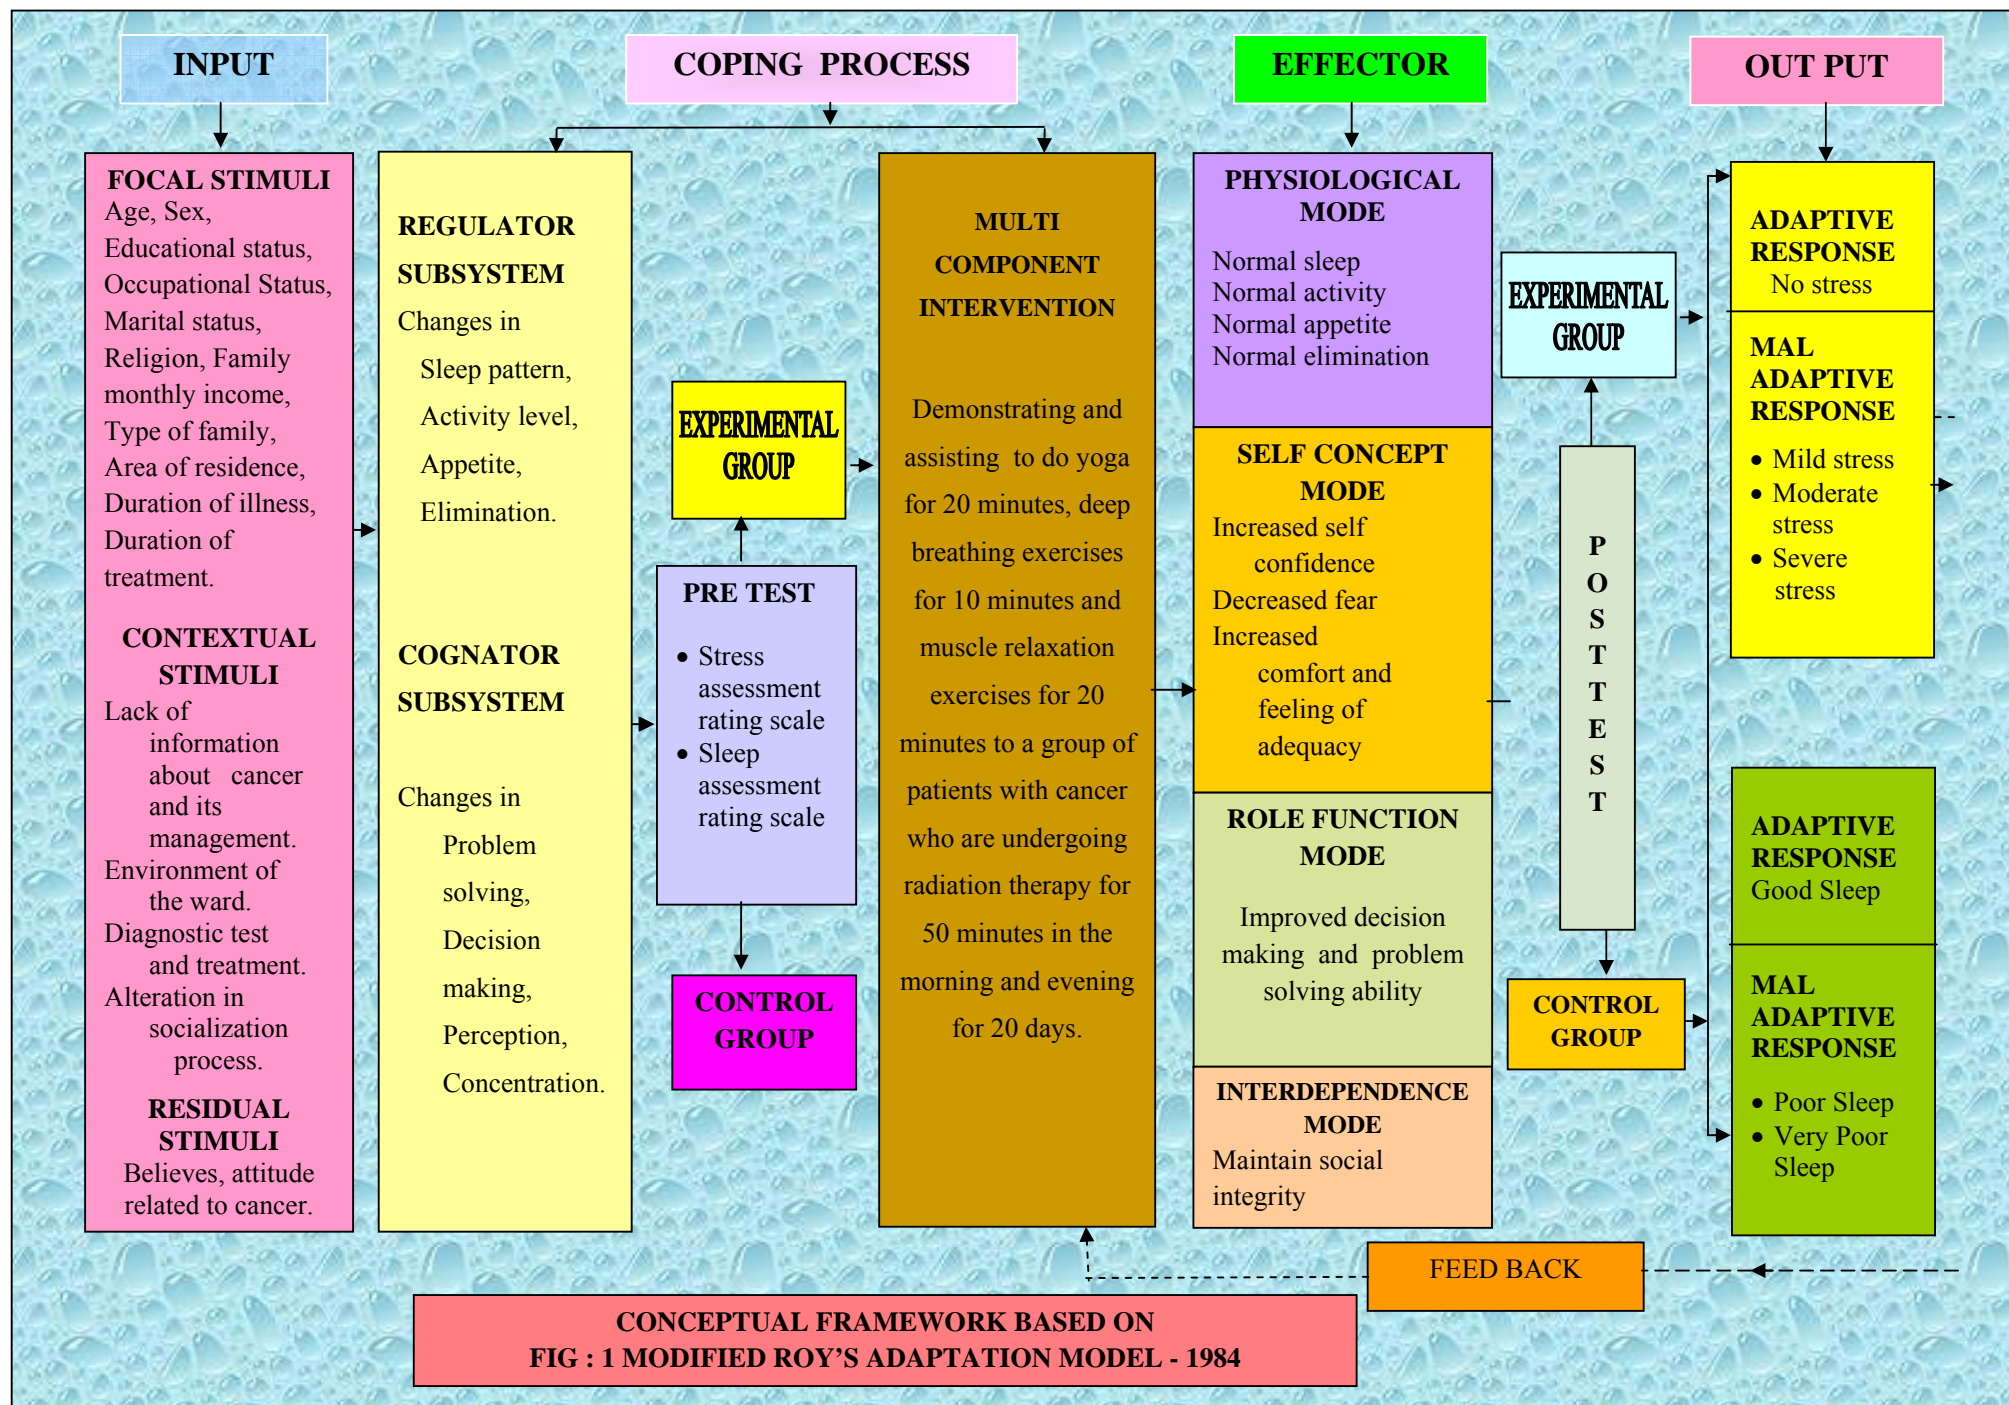 INPUT
COPING PROCESS
EFFECTOR
OUT PUT
FOCAL STIMULI
Age, Sex,
Educational status,
Occupational Status,
Marital status,
Religion, Family
monthly income,
Type of family,
Area of residence,
Duration of illness,
Duration of
treatment.
CONTEXTUAL
STIMULI
Lack of
information
about cancer
and its
management.
Environment of
the ward.
Diagnostic test
and treatment.
Alteration in
socialization
process.
RESIDUAL
STIMULI
Believes, attitude
related to cancer.
REGULATOR
SUBSYSTEM
Changes in
Sleep pattern,
Activity level,
Appetite,
Elimination.
COGNATOR
SUBSYSTEM
Changes in
Problem
solving,
Decision
making,
Perception,
Concentration.
EXPERIMENTAL
GROUP
PRE TEST
• Stress
assessment
rating scale
• Sleep
assessment
rating scale
CONTROL
GROUP
MULTI
COMPONENT
INTERVENTION
Demonstrating and
assisting to do yoga
for 20 minutes, deep
breathing exercises
for 10 minutes and
muscle relaxation
exercises for 20
minutes to a group of
patients with cancer
who are undergoing
radiation therapy for
50 minutes in the
morning and evening
for 20 days.
PHYSIOLOGICAL
MODE
Normal sleep
Normal activity
Normal appetite
Normal elimination
SELF CONCEPT
MODE
Increased self
confidence
Decreased fear
Increased
comfort and
feeling of
adequacy
ROLE FUNCTION
MODE
Improved decision
making and problem
solving ability
INTERDEPENDENCE
MODE
Maintain social
integrity
EXPERIMENTAL
GROUP
P
O
S
T
T
E
S
T
CONTROL
GROUP
ADAPTIVE
RESPONSE
No stress
MAL
ADAPTIVE
RESPONSE
• Mild stress
• Moderate
stress
• Severe
stress
ADAPTIVE
RESPONSE
Good Sleep
MAL
ADAPTIVE
RESPONSE
• Poor Sleep
• Very Poor
Sleep
FEED BACK
CONCEPTUAL FRAMEWORK BASED ON
FIG : 1 MODIFIED ROY’S ADAPTATION MODEL - 1984